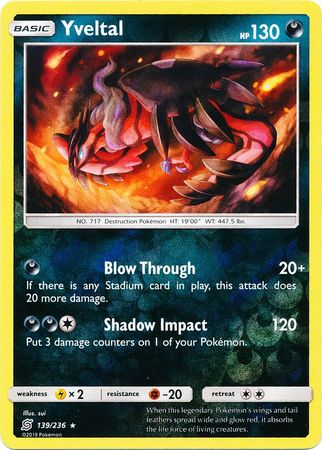 BASIC Yveltal HP 130
NO. 717 Destruction Pokémon HT: 19'00" WT: 447.5 lbs.
Blow Through 20+
If there is any Stadium card in play, this attack does
20 more damage.
Shadow Impact 120
Put 3 damage counters on 1 of your Pokémon.
weakness × 2 resistance -20 retreat
Illus. sui
139/236 ★
©2019 Pokémon
When this legendary Pokémon's wings and tail
feathers spread wide and glow red, it absorbs
the life force of living creatures.